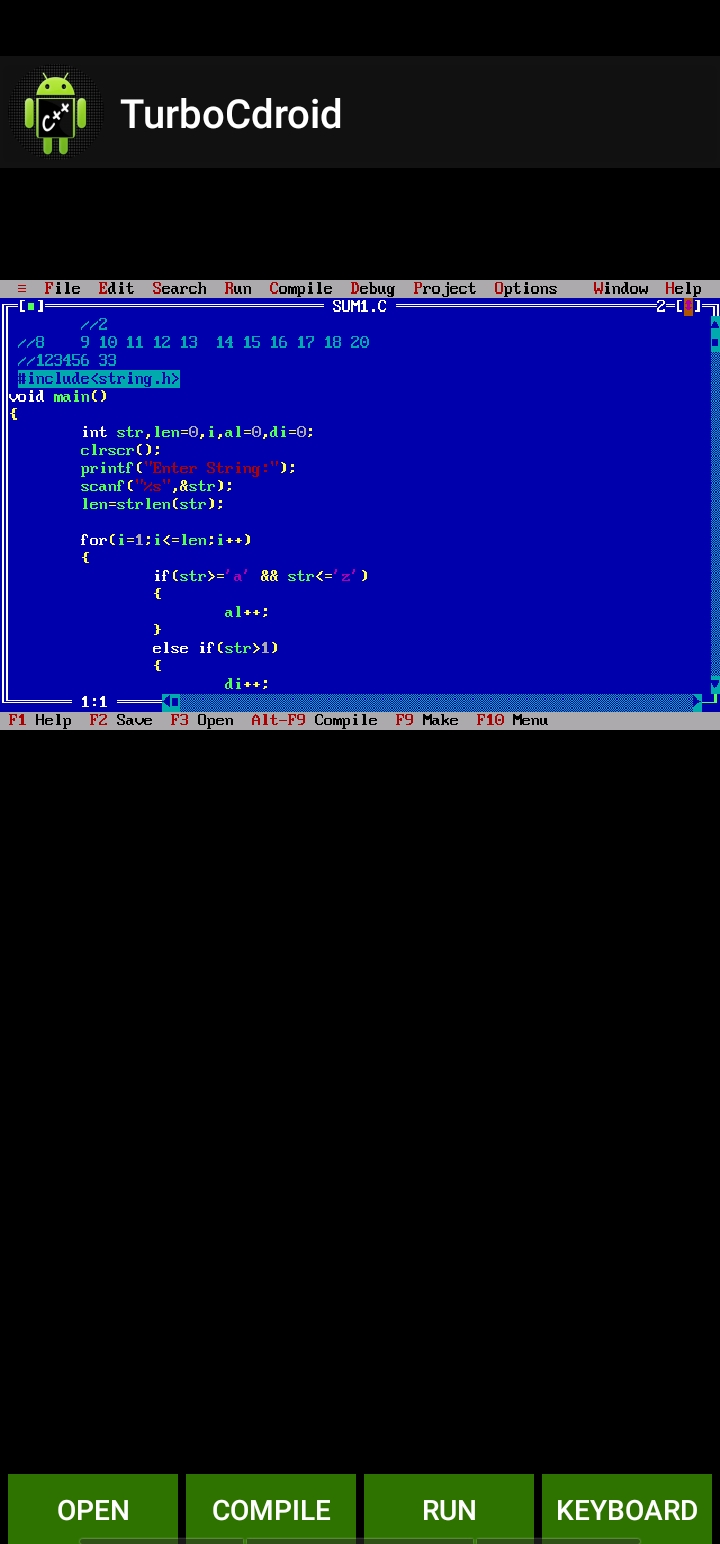 TurboCdroid
≡ File Edit Search Run Compile Debug Project Options Window Help
[■] SUM1.C 2=[↕]
//2
//8    9 10 11 12 13  14 15 16 17 18 20
//123456 33
#include<string.h>
void main()
{
int str,len=0,i,al=0,di=0;
clrscr();
printf("Enter String:");
scanf("%s",&str);
len=strlen(str);
for(i=1;i<=len;i++)
{
if(str>='a' && str<='z')
{
al++;
}
else if(str>1)
{
di++;
1:1
F1 Help F2 Save F3 Open Alt-F9 Compile F9 Make F10 Menu
OPEN COMPILE RUN KEYBOARD